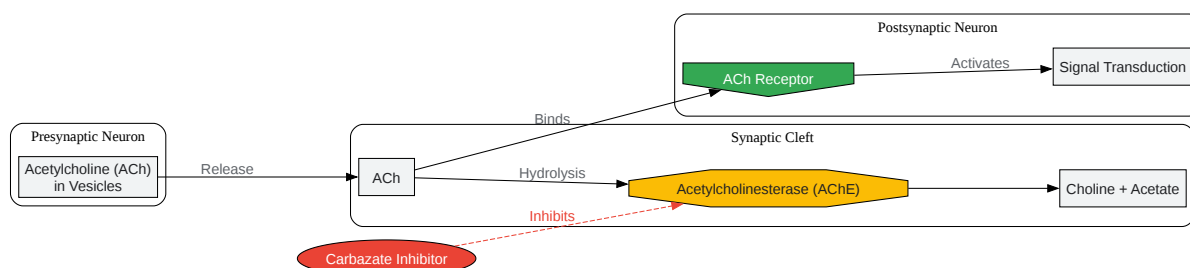 Postsynaptic Neuron
ACh Receptor
Activates
Signal Transduction
Binds
Presynaptic Neuron
Acetylcholine (ACh)
in Vesicles
Release
Synaptic Cleft
ACh
Hydrolysis
Acetylcholinesterase (AChE)
Choline + Acetate
Inhibits
Carbazate Inhibitor